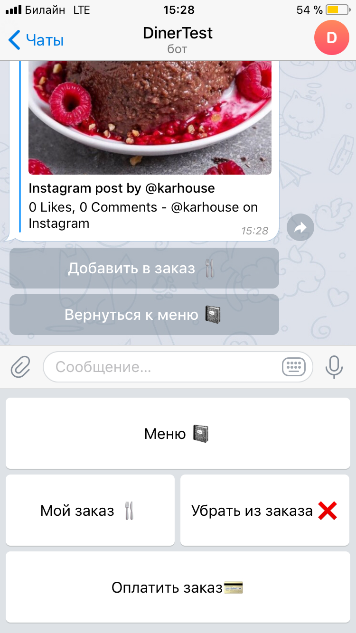 Билайн LTE 15:28 54 %
Чаты DinerTest D
бот
Instagram post by @karhouse
0 Likes, 0 Comments - @karhouse on
Instagram
15:28
Добавить в заказ
Вернуться к меню
Сообщение...
Меню
Мой заказ Убрать из заказа
Оплатить заказ